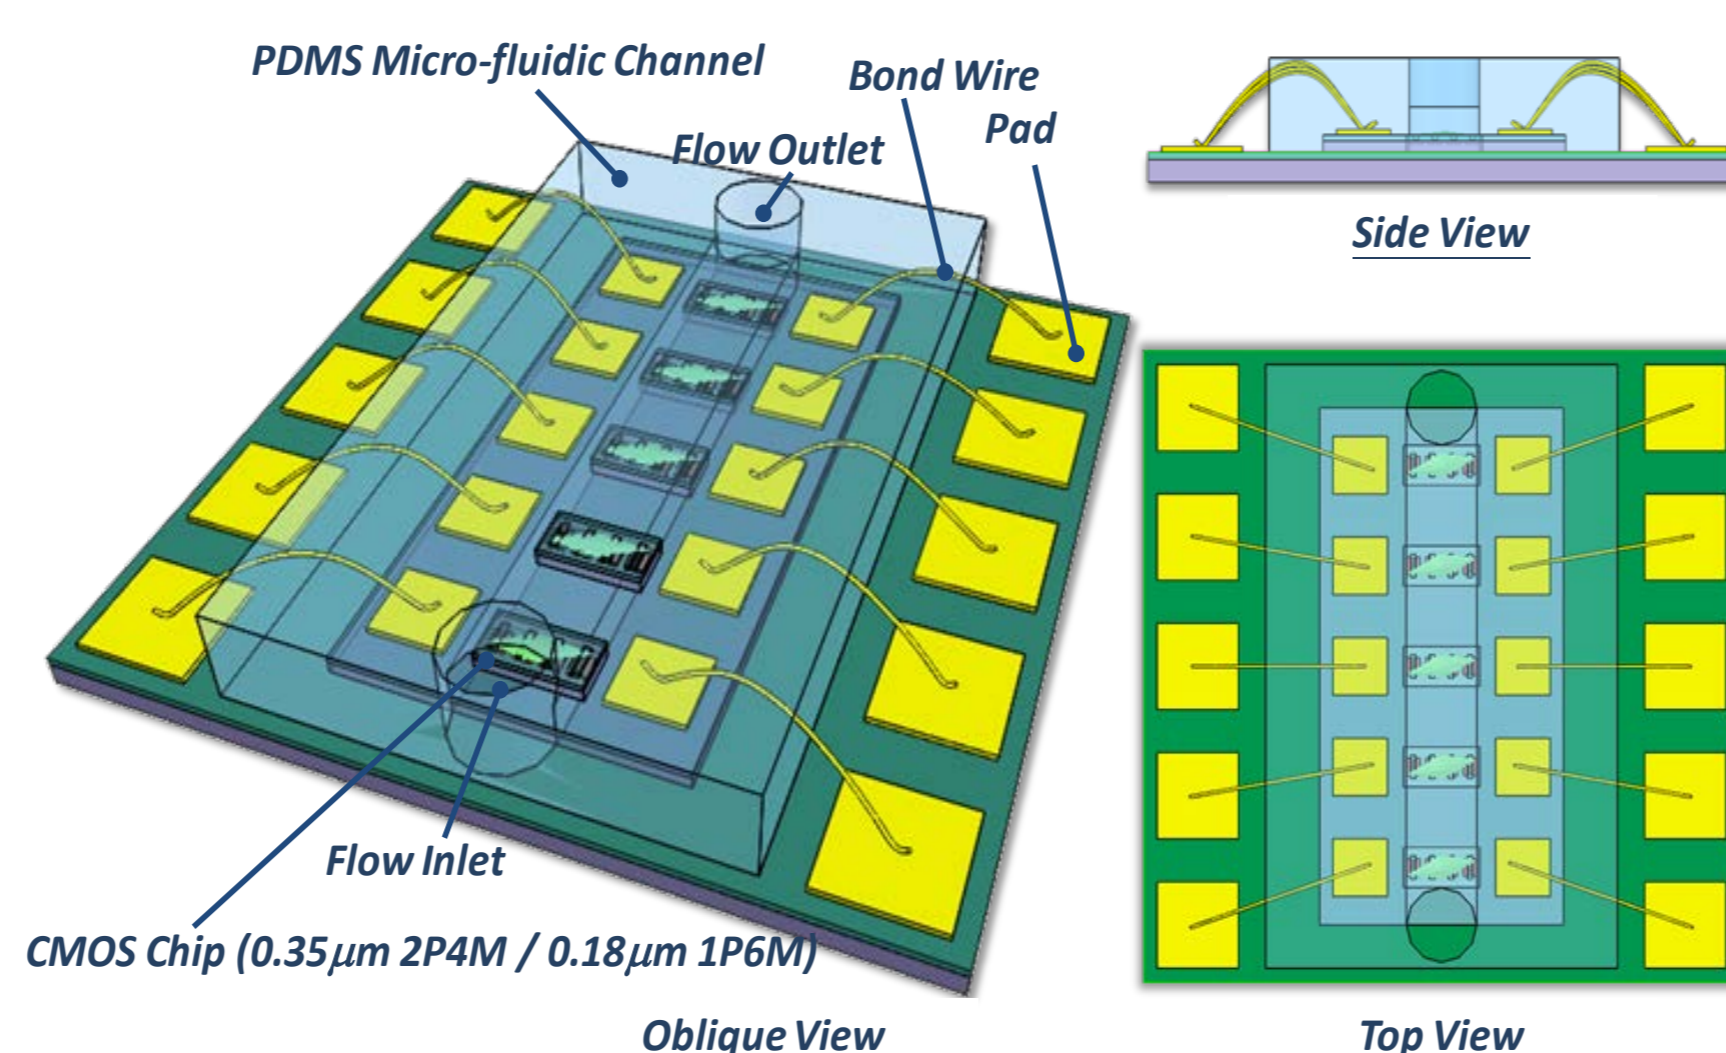 PDMS Micro-fluidic Channel
Bond Wire
Pad
Flow Outlet
Side View
Flow Inlet
CMOS Chip (0.35μm 2P4M / 0.18μm 1P6M)
Oblique View
Top View